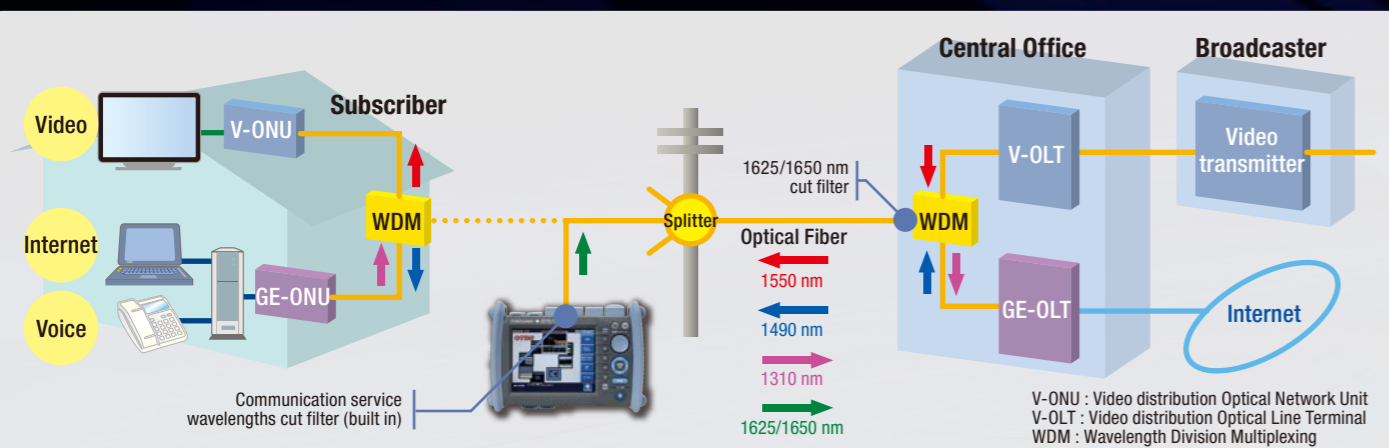 Central Office
Broadcaster
Subscriber
Video
V-ONU
V-OLT
Video
transmitter
1625/1650 nm
cut filter
WDM
Splitter
WDM
Internet
Optical Fiber
1550 nm
GE-ONU
1490 nm
GE-OLT
Internet
Voice
1310 nm
Communication service
wavelengths cut filter (built in)
1625/1650 nm
V-ONU : Video distribution Optical Network Unit
V-OLT : Video distribution Optical Line Terminal
WDM : Wavelength Division Multiplexing